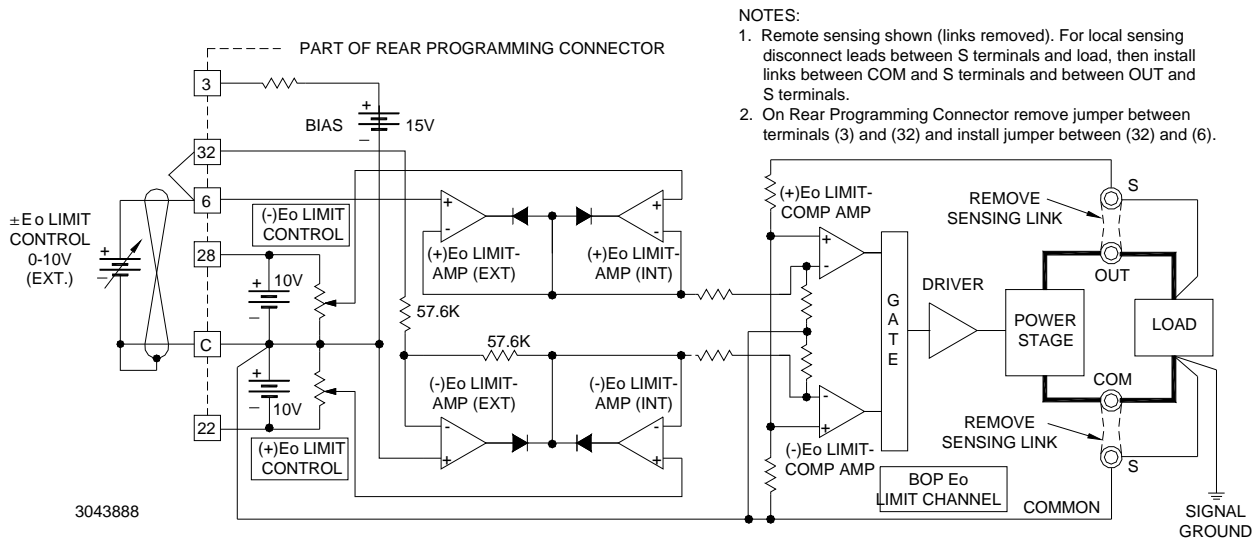 NOTES:
1. Remote sensing shown (links removed). For local sensing
disconnect leads between S terminals and load, then install
links between COM and S terminals and between OUT and
S terminals.
2. On Rear Programming Connector remove jumper between
terminals (3) and (32) and install jumper between (32) and (6).
PART OF REAR PROGRAMMING CONNECTOR
3
+
BIAS
15V
–
32
6
±Eo LIMIT
CONTROL
0-10V
(EXT.)
+
–
(-)Eo LIMIT
CONTROL
28
+
10V
–
C
+
–
10V
22
(+)Eo LIMIT
CONTROL
+
-
(+)Eo LIMIT-
AMP (EXT)
+
-
(+)Eo LIMIT-
AMP (INT)
57.6K
57.6K
(-)Eo LIMIT-
AMP (EXT)
-
+
(-)Eo LIMIT-
AMP (INT)
-
+
(+)Eo LIMIT-
COMP AMP
+
-
-
+
(-)Eo LIMIT-
COMP AMP
G
A
T
E
DRIVER
POWER
STAGE
REMOVE
SENSING LINK
S
OUT
LOAD
COM
REMOVE
SENSING LINK
S
BOP Eo
LIMIT CHANNEL
COMMON
SIGNAL
GROUND
3043888